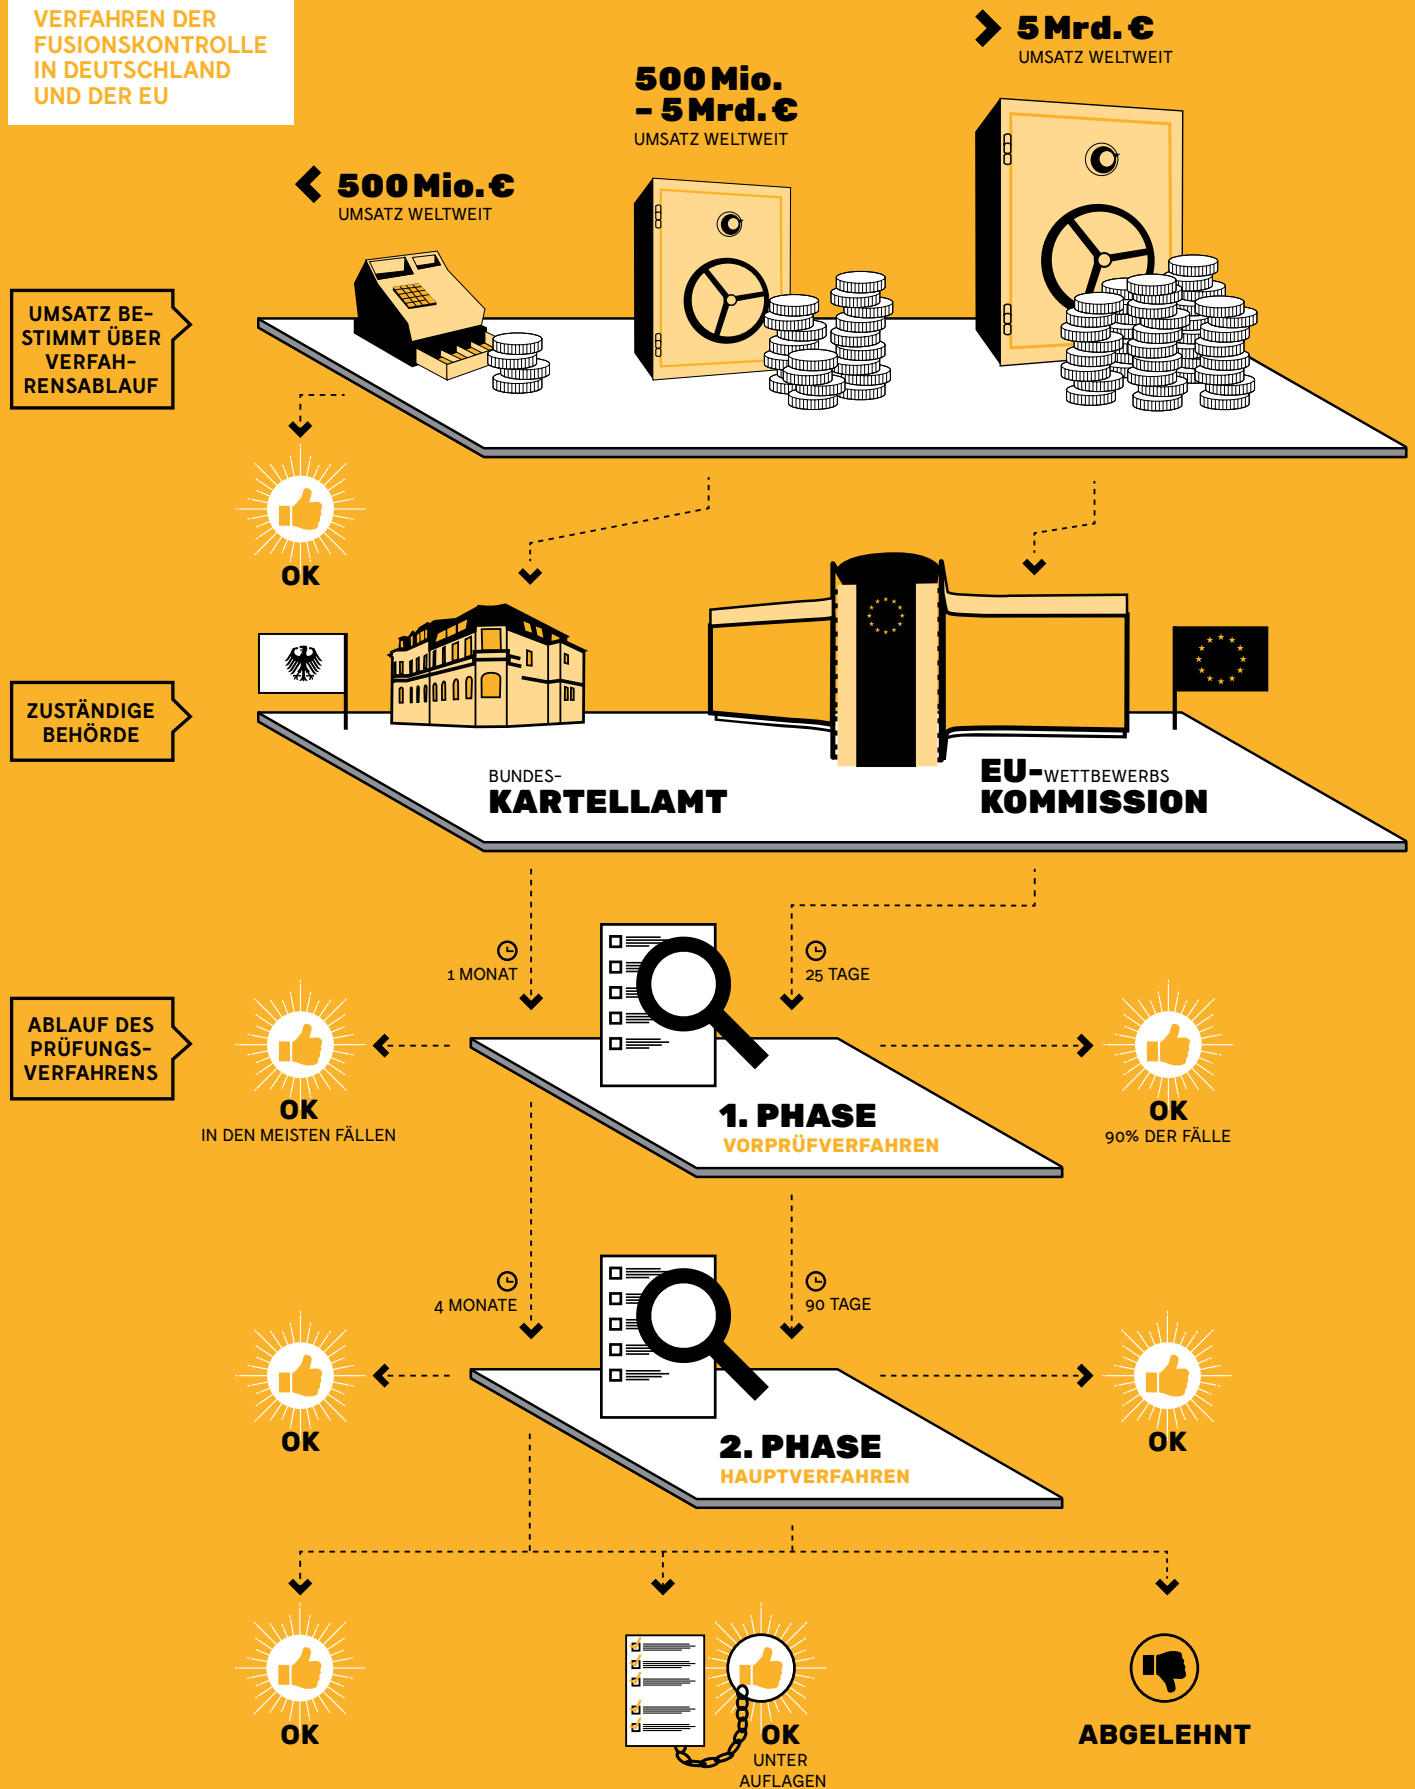 VERFAHREN DER
FUSIONSKONTROLLE
IN DEUTSCHLAND
UND DER EU
> 5 Mrd. €
UMSATZ WELTWEIT
500 Mio.
– 5 Mrd. €
UMSATZ WELTWEIT
< 500 Mio. €
UMSATZ WELTWEIT
UMSATZ BE-
STIMMT ÜBER
VERFAH-
RENSABLAUF
OK
ZUSTÄNDIGE
BEHÖRDE
BUNDES-
KARTELLAMT
EU-WETTBEWERBS
KOMMISSION
1 MONAT
25 TAGE
ABLAUF DES
PRÜFUNGS-
VERFAHRENS
OK
IN DEN MEISTEN FÄLLEN
1. PHASE
VORPRÜFVERFAHREN
OK
90% DER FÄLLE
4 MONATE
90 TAGE
OK
2. PHASE
HAUPTVERFAHREN
OK
OK
OK
UNTER
AUFLAGEN
ABGELEHNT